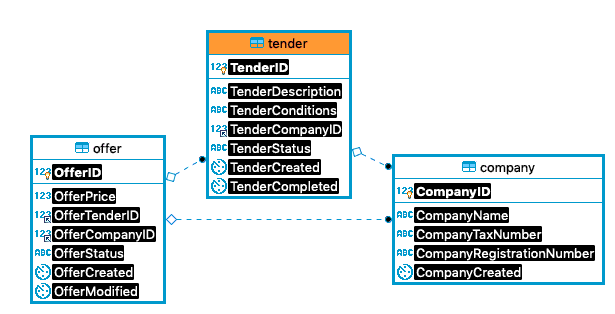 tender
123 TenderID
ABC TenderDescription
ABC TenderConditions
123 TenderCompanyID
ABC TenderStatus
TenderCreated
TenderCompleted
offer
123 OfferID
123 OfferPrice
123 OfferTenderID
123 OfferCompanyID
ABC OfferStatus
OfferCreated
OfferModified
company
123 CompanyID
ABC CompanyName
ABC CompanyTaxNumber
ABC CompanyRegistrationNumber
CompanyCreated